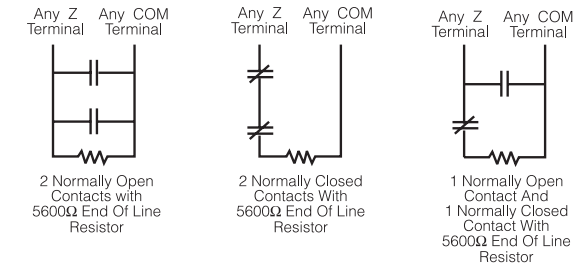 Any Z Terminal
Any COM Terminal
2 Normally Open
Contacts with
5600Ω End Of Line
Resistor
Any Z Terminal
Any COM Terminal
2 Normally Closed
Contacts With
5600Ω End Of Line
Resistor
Any Z Terminal
Any COM Terminal
1 Normally Open
Contact And
1 Normally Closed
Contact With
5600Ω End Of Line
Resistor